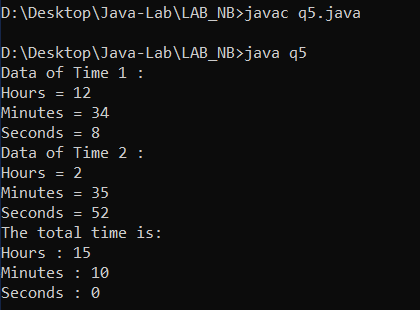 D:\Desktop\Java-Lab\LAB_NB>javac q5.java
D:\Desktop\Java-Lab\LAB_NB>java q5
Data of Time 1 :
Hours = 12
Minutes = 34
Seconds = 8
Data of Time 2 :
Hours = 2
Minutes = 35
Seconds = 52
The total time is:
Hours : 15
Minutes : 10
Seconds : 0